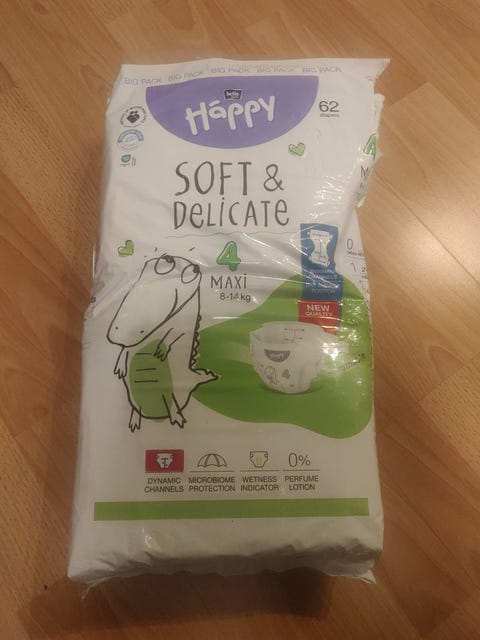 BIG PACK BIG PACK BIG PACK BIG PACK BIG PACK
bella
Happy
62
diapers
SOFT &
DELICATE
4
MAXI
8-14 kg
NEW
QUALITY
Happy
DYNAMIC
CHANNELS
MICROBIOME
PROTECTION
WETNESS
INDICATOR
0%
PERFUME
LOTION